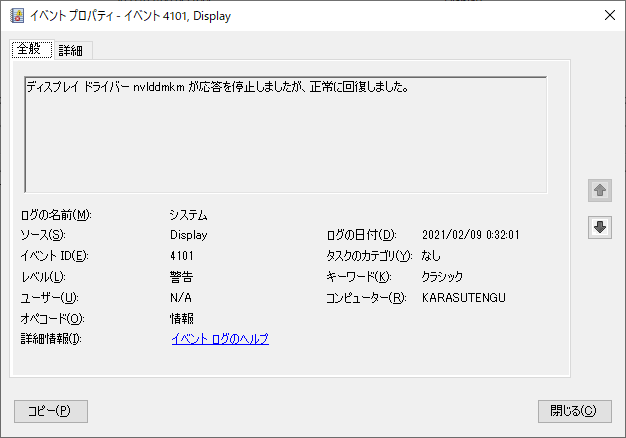 イベント プロパティ - イベント 4101, Display
全般 詳細
ディスプレイ ドライバー nvlddmkm が応答を停止しましたが、正常に回復しました。
ログの名前(M): システム
ソース(S): Display ログの日付(D): 2021/02/09 0:32:01
イベント ID(E): 4101 タスクのカテゴリ(Y): なし
レベル(L): 警告 キーワード(K): クラシック
ユーザー(U): N/A コンピューター(R): KARASUTENGU
オペコード(O): 情報
詳細情報(I): イベント ログのヘルプ
コピー(P) 閉じる(C)